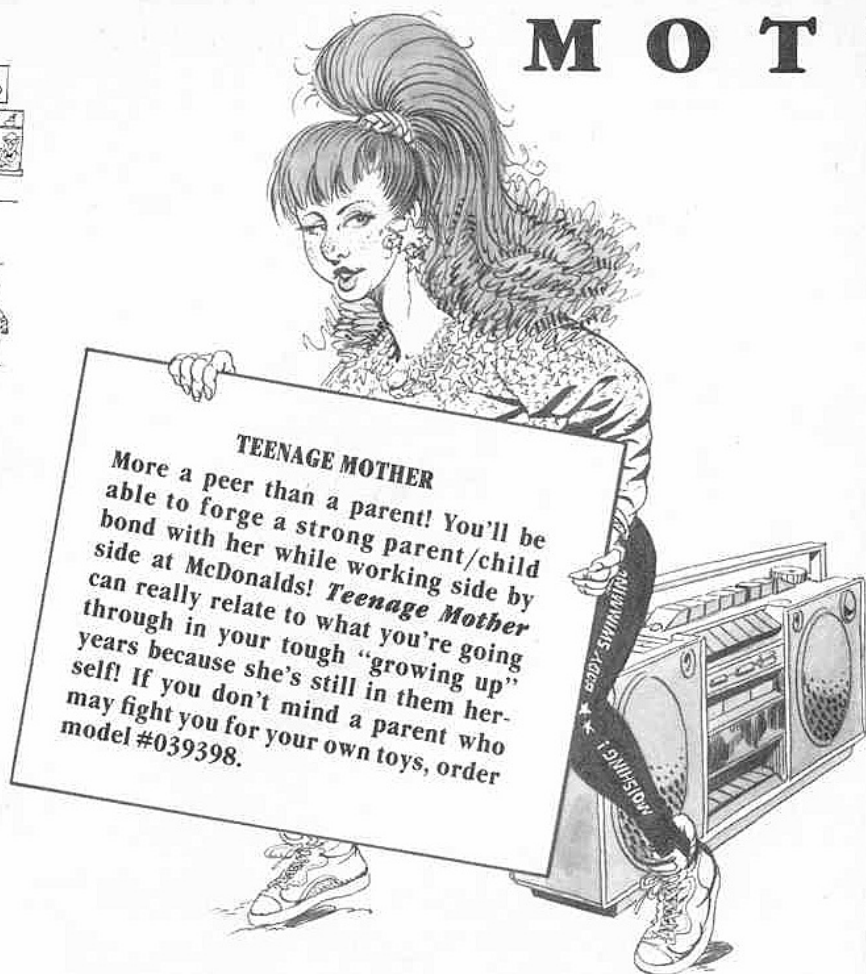 MOT
TEENAGE MOTHER
More a peer than a parent! You'll be
able to forge a strong parent/child
bond with her while working side by
side at McDonalds! Teenage Mother
can really relate to what you're going
through in your tough “growing up”
years because she's still in them her-
self! If you don't mind a parent who
may fight you for your own toys, order
model #039398.
BODY SWIMMING